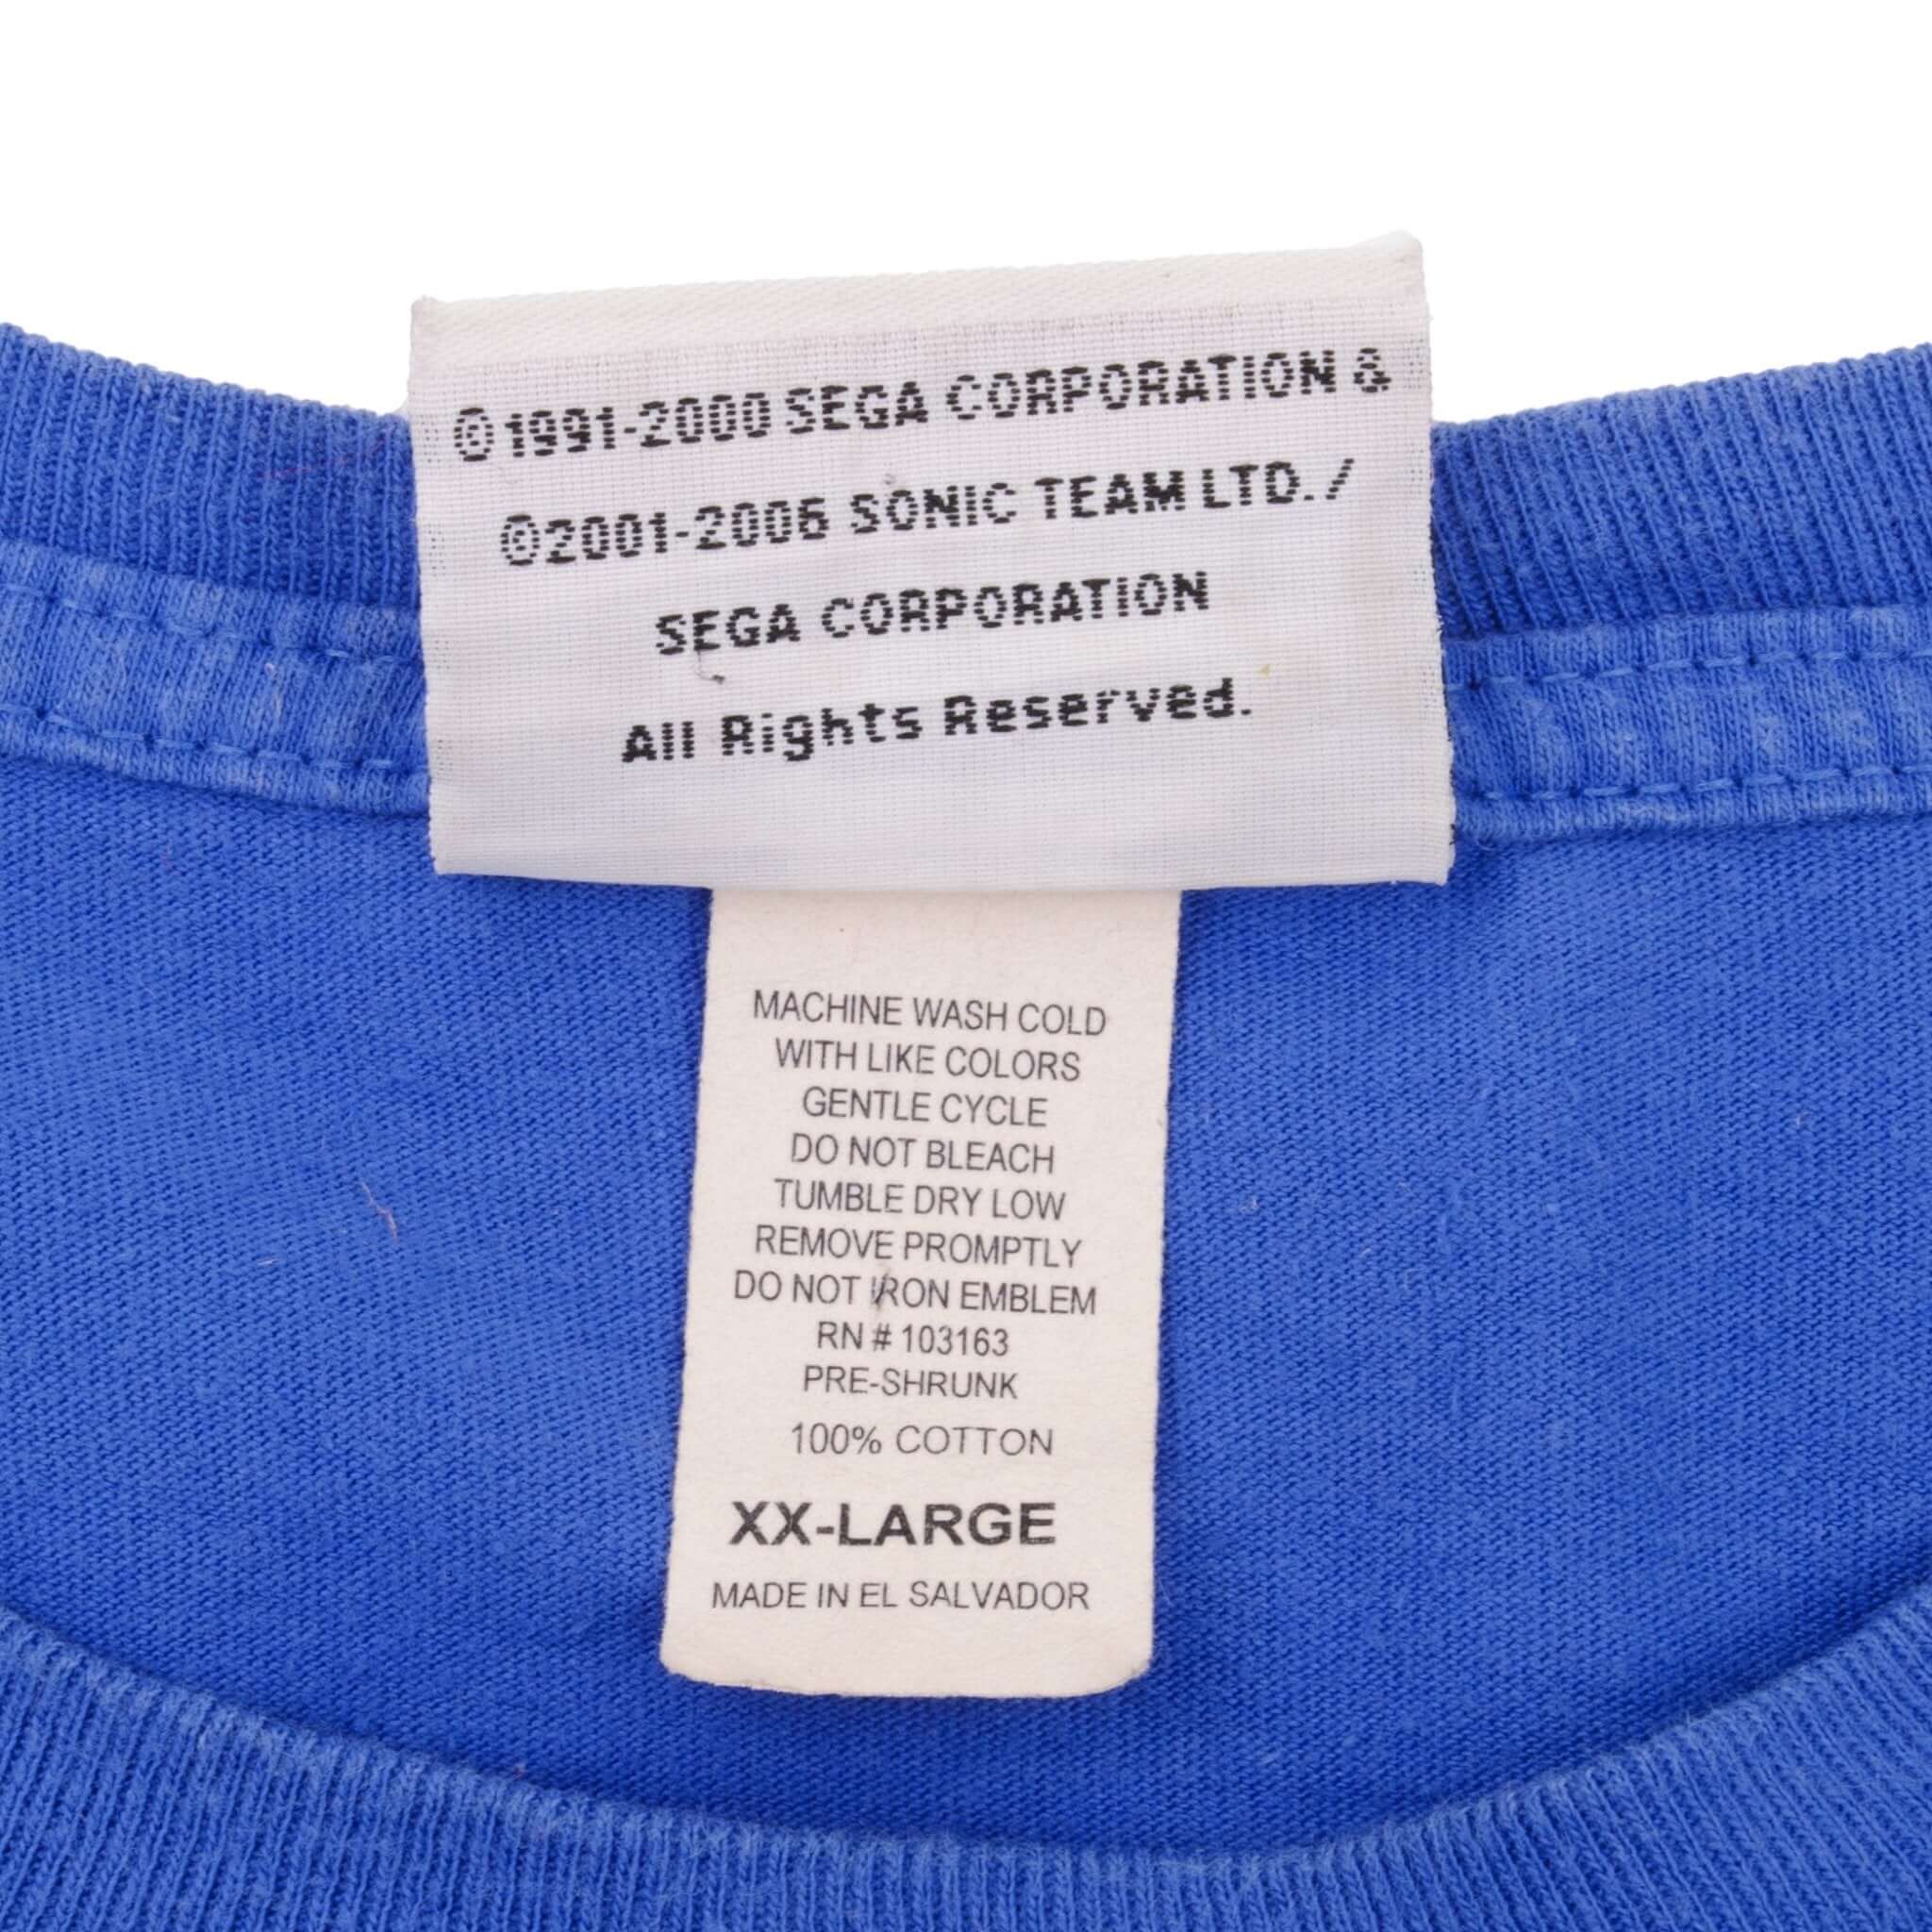 ©1991-2000 SEGA CORPORATION &
©2001-2006 SONIC TEAM LTD./
SEGA CORPORATION
All Rights Reserved.
MACHINE WASH COLD
WITH LIKE COLORS
GENTLE CYCLE
DO NOT BLEACH
TUMBLE DRY LOW
REMOVE PROMPTLY
DO NOT IRON EMBLEM
RN # 103163
PRE-SHRUNK
100% COTTON
XX-LARGE
MADE IN EL SALVADOR